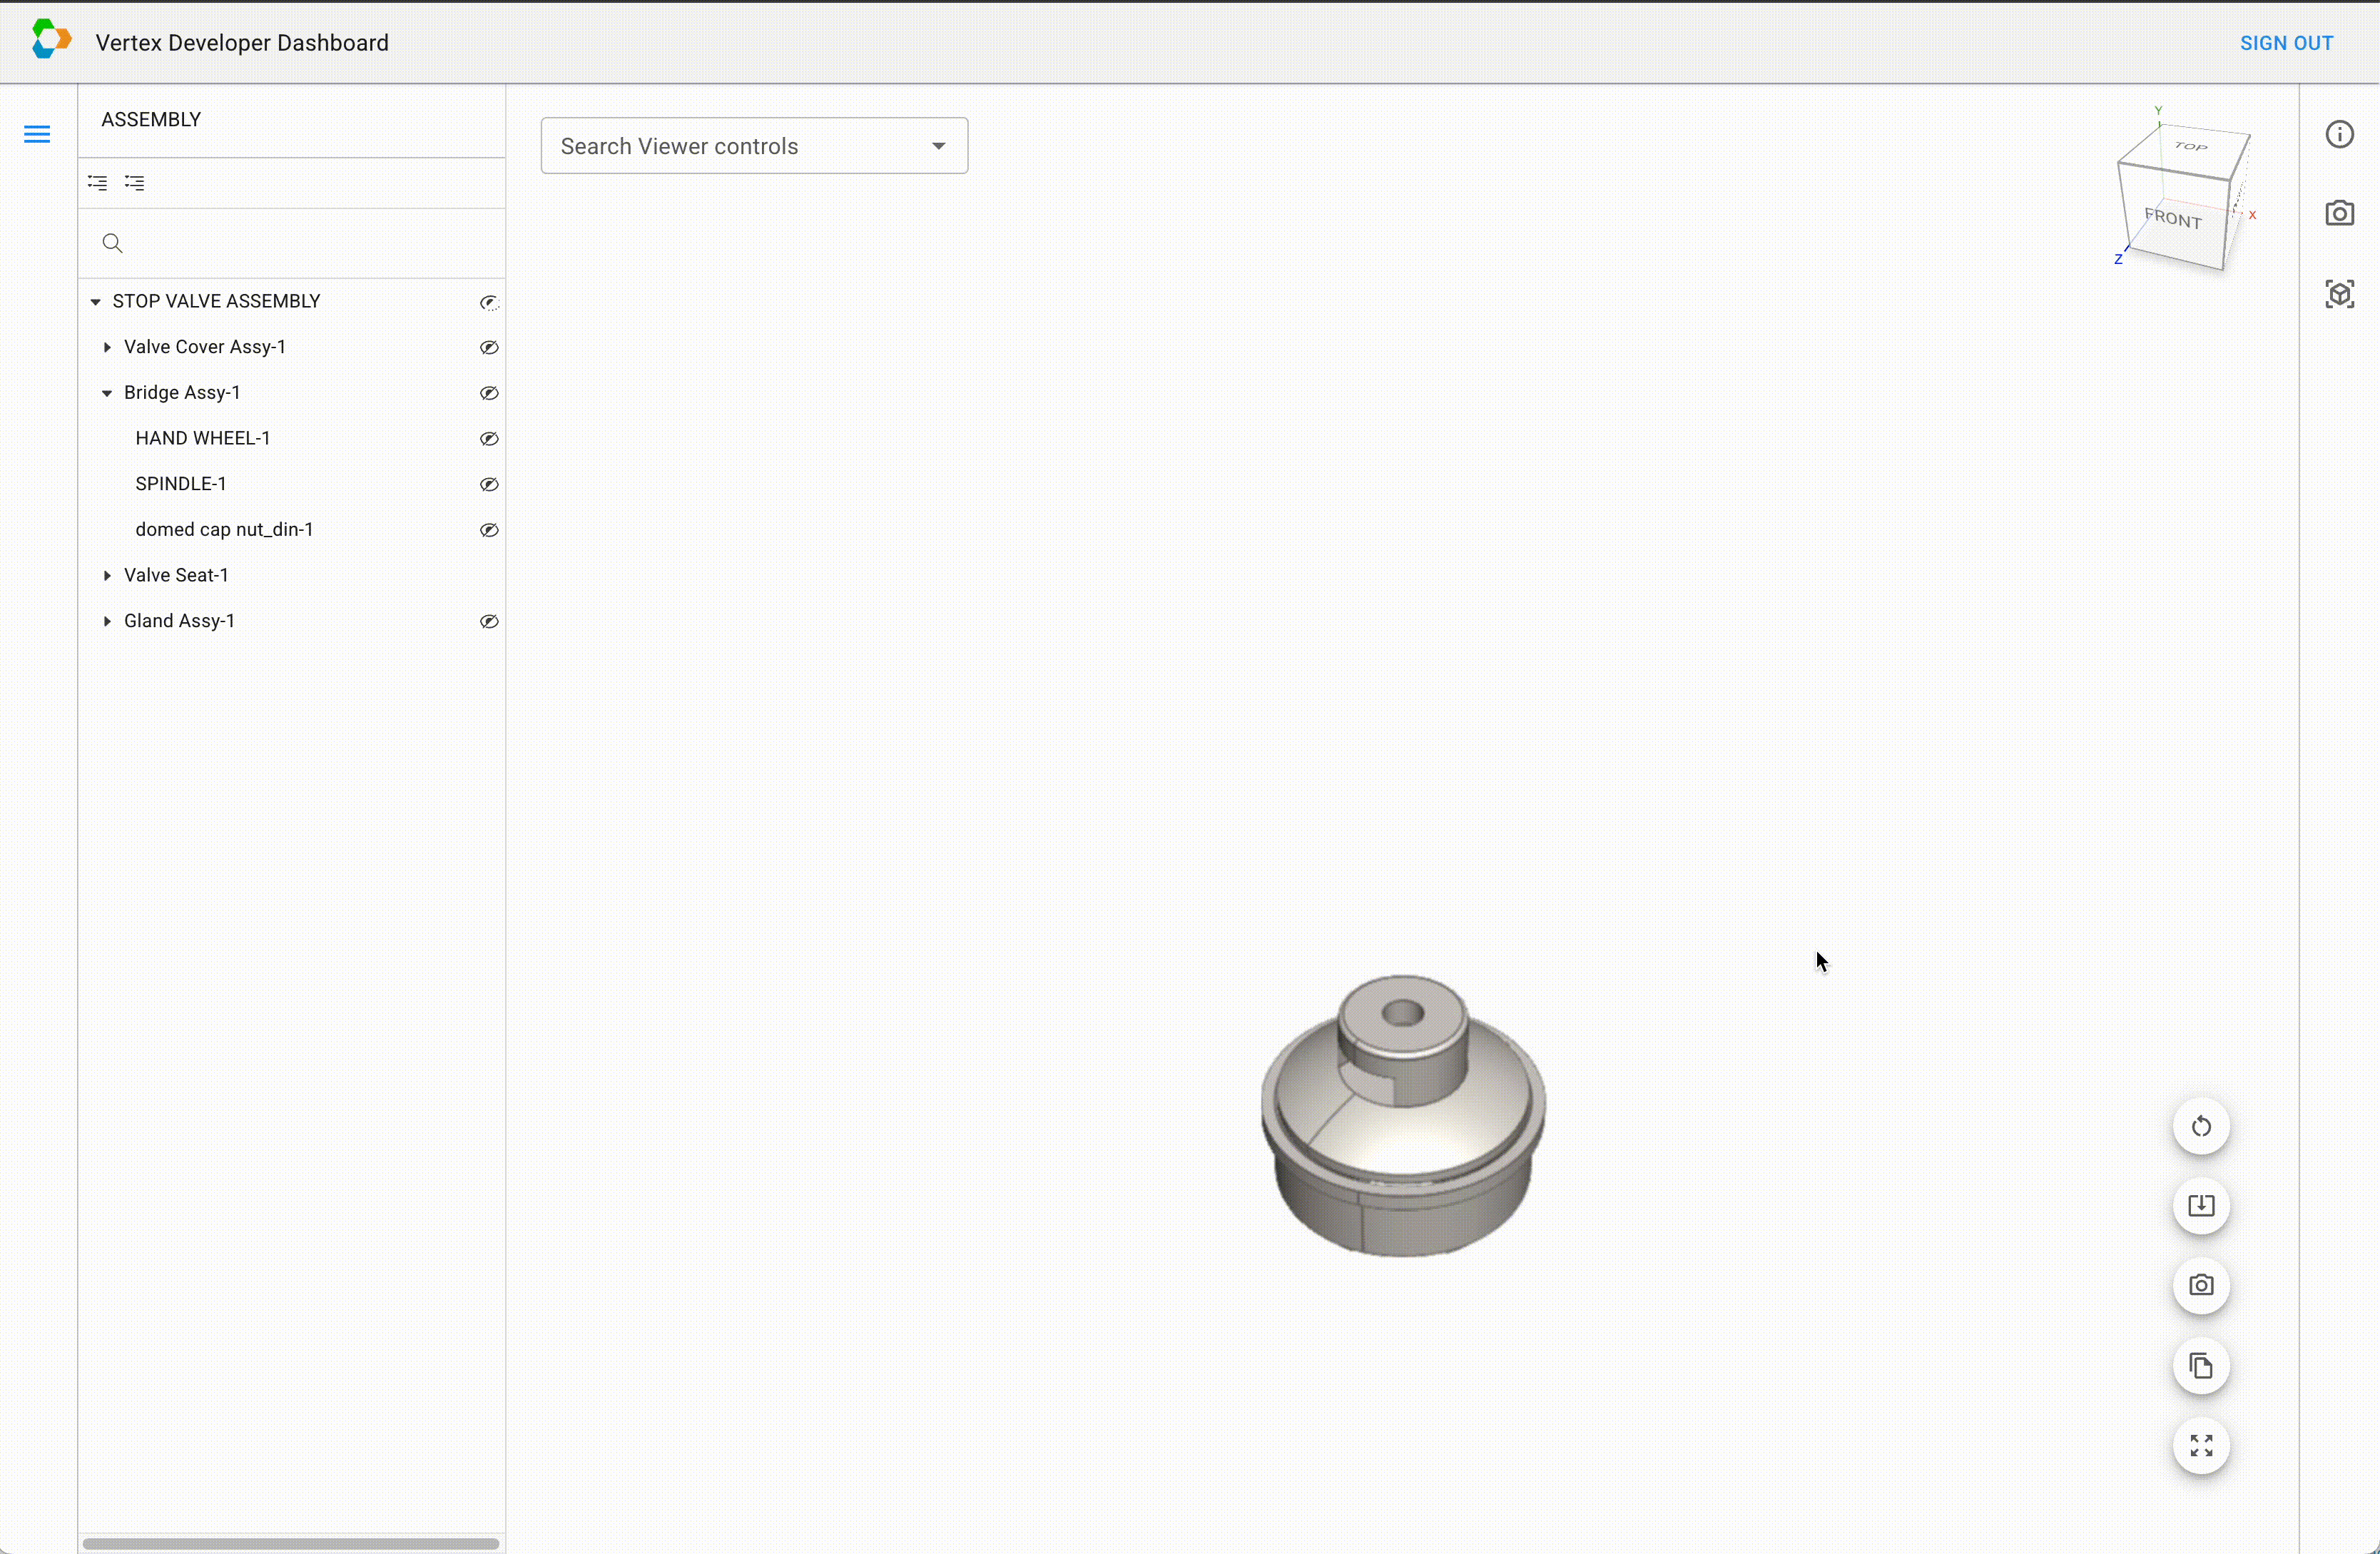 Vertex Developer Dashboard
SIGN OUT
ASSEMBLY
Search Viewer controls
STOP VALVE ASSEMBLY
Valve Cover Assy-1
Bridge Assy-1
HAND WHEEL-1
SPINDLE-1
domed cap nut_din-1
Valve Seat-1
Gland Assy-1
Y
TOP
FRONT
X
Z